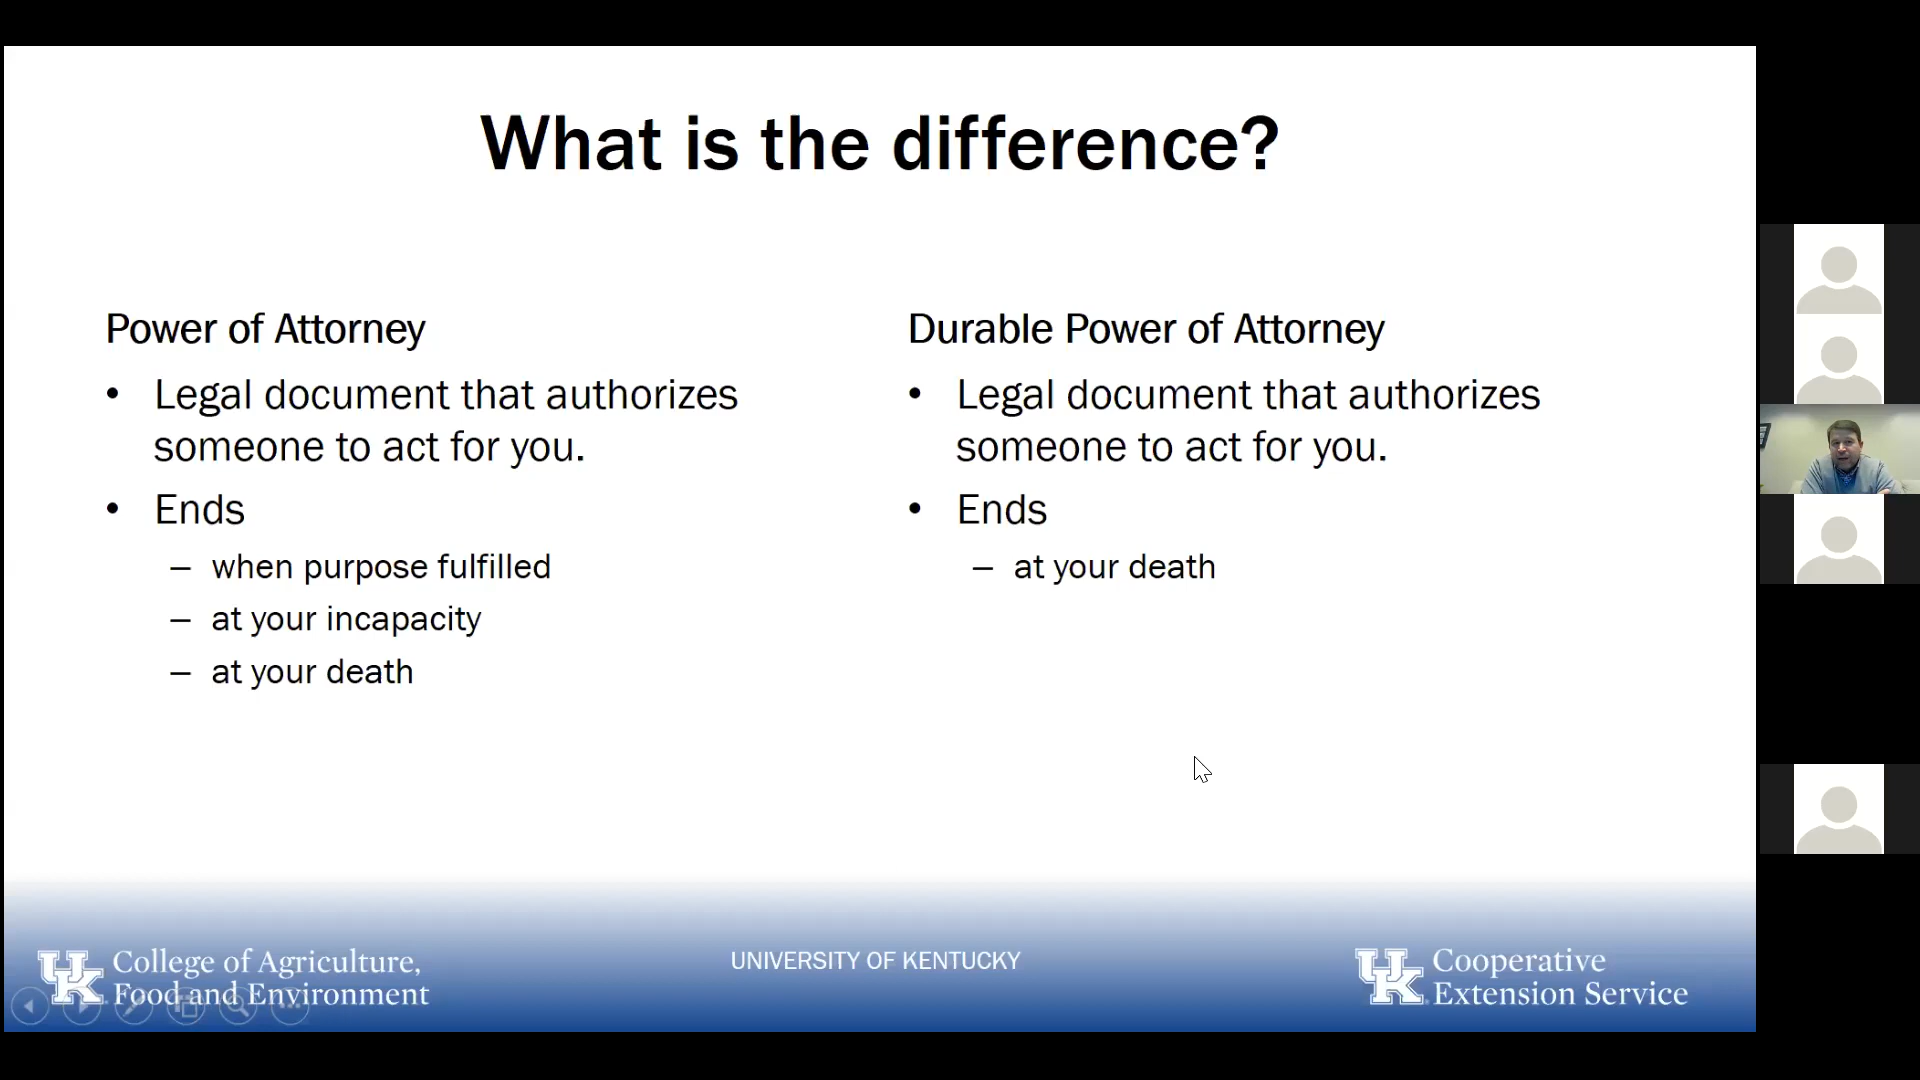 What is the difference?
Power of Attorney
• Legal document that authorizes
someone to act for you.
• Ends
– when purpose fulfilled
– at your incapacity
– at your death
Durable Power of Attorney
• Legal document that authorizes
someone to act for you.
• Ends
– at your death
UK College of Agriculture,
Food and Environment
UNIVERSITY OF KENTUCKY
UK Cooperative
Extension Service